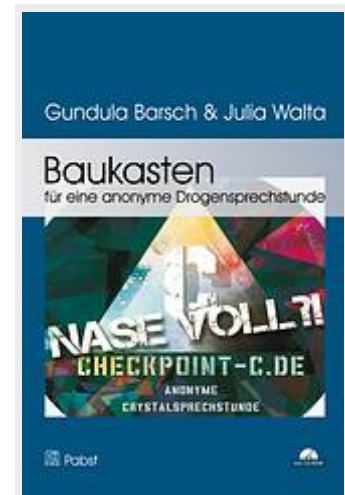 Gundula Barsch & Julia Walta
Baukasten
für eine anonyme Drogensprechstunde
C
NASE VOLL?!
CHECKPOINT-C.DE
ANONYME
CRYSTALSPRECHSTUNDE
Pabst